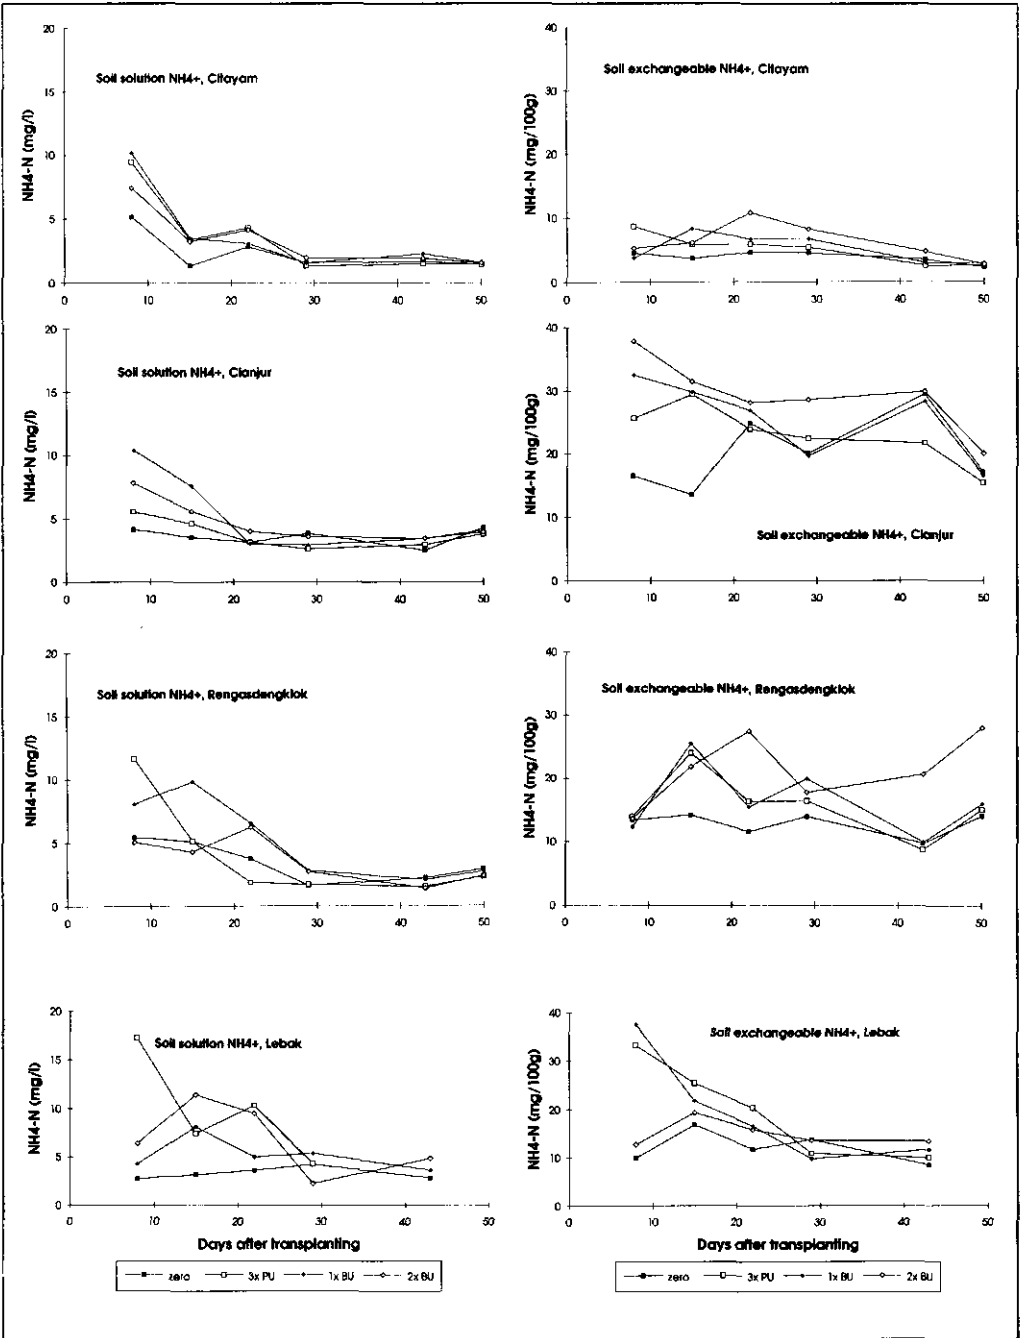 Soil solution NH4+, Citayam
NH4-N (mg/l)
20
15
10
5
0
0 10 20 30 40 50
Soil exchangeable NH4+, Citayam
NH4-N (mg/100g)
40
30
20
10
0
0 10 20 30 40 50
Soil solution NH4+, Cianjur
NH4-N (mg/l)
20
15
10
5
0
0 10 20 30 40 50
Soil exchangeable NH4+, Cianjur
NH4-N (mg/100g)
40
30
20
10
0
0 10 20 30 40 50
Soil solution NH4+, Rengasdengklok
NH4-N (mg/l)
20
15
10
5
0
0 10 20 30 40 50
Soil exchangeable NH4+, Rengasdengklok
NH4-N (mg/100g)
40
30
20
10
0
0 10 20 30 40 50
Soil solution NH4+, Lebak
NH4-N (mg/l)
20
15
10
5
0
0 10 20 30 40 50
Days after transplanting
zero 3x PU 1x BU 2x BU
Soil exchangeable NH4+, Lebak
NH4-N (mg/100g)
40
30
20
10
0
0 10 20 30 40 50
Days after transplanting
zero 3x PU 1x BU 2x BU